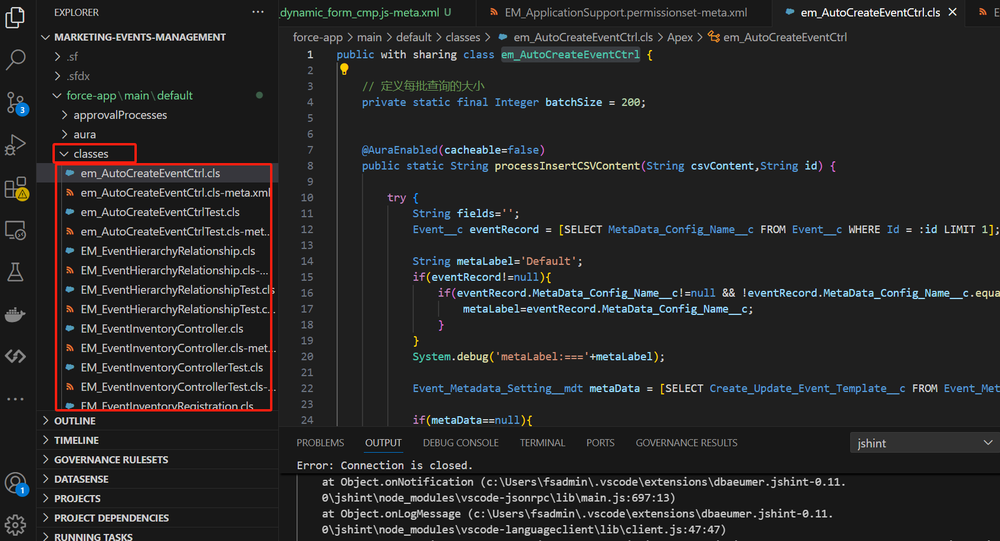 EXPLORER
MARKETING-EVENTS-MANAGEMENT
.sf
.sfdx
force-app\main\default
approvalProcesses
aura
classes
em_AutoCreateEventCtrl.cls
em_AutoCreateEventCtrl.cls-meta.xml
em_AutoCreateEventCtrlTest.cls
em_AutoCreateEventCtrlTest.cls-met...
EM_EventHierarchyRelationship.cls
EM_EventHierarchyRelationship.cls-...
EM_EventHierarchyRelationshipTest.cls
EM_EventHierarchyRelationshipTest.c...
EM_EventInventoryController.cls
EM_EventInventoryController.cls-met...
EM_EventInventoryControllerTest.cls
EM_EventInventoryControllerTest.cls-...
EM_EventInventoryRegistration.cls
OUTLINE
TIMELINE
GOVERNANCE RULESETS
DATASENSE
PROJECTS
PROJECT DEPENDENCIES
RUNNING TASKS
3
1
_dynamic_form_cmp.js-meta.xml U
EM_ApplicationSupport.permissionset-meta.xml
em_AutoCreateEventCtrl.cls
E
force-app > main > default > classes > em_AutoCreateEventCtrl.cls > Apex > em_AutoCreateEventCtrl
1 public with sharing class em_AutoCreateEventCtrl {
2
3 // 定义每批查询的大小
4 private static final Integer batchSize = 200;
5
6
7 @AuraEnabled(cacheable=false)
8 public static String processInsertCSVContent(String csvContent,String id) {
9
10 try {
11 String fields='';
12 Event__c eventRecord = [SELECT MetaData_Config_Name__c FROM Event__c WHERE Id = :id LIMIT 1];
13
14 String metaLabel='Default';
15 if(eventRecord!=null){
16 if(eventRecord.MetaData_Config_Name__c!=null && !eventRecord.MetaData_Config_Name__c.equa
17 metaLabel=eventRecord.MetaData_Config_Name__c;
18 }
19 }
20 System.debug('metaLabel:==='+metaLabel);
21
22 Event_Metadata_Setting__mdt metaData = [SELECT Create_Update_Event_Template__c FROM Event_Met
23
24 if(metaData==null){
PROBLEMS OUTPUT DEBUG CONSOLE TERMINAL PORTS GOVERNANCE RESULTS
jshint
Error: Connection is closed.
at Object.onNotification (c:\Users\fsadmin\.vscode\extensions\dbaeumer.jshint-0.11.
0\jshint\node_modules\vscode-jsonrpc\lib\main.js:697:13)
at Object.onLogMessage (c:\Users\fsadmin\.vscode\extensions\dbaeumer.jshint-0.11.
0\jshint\node_modules\vscode-languageclient\lib\client.js:47:47)